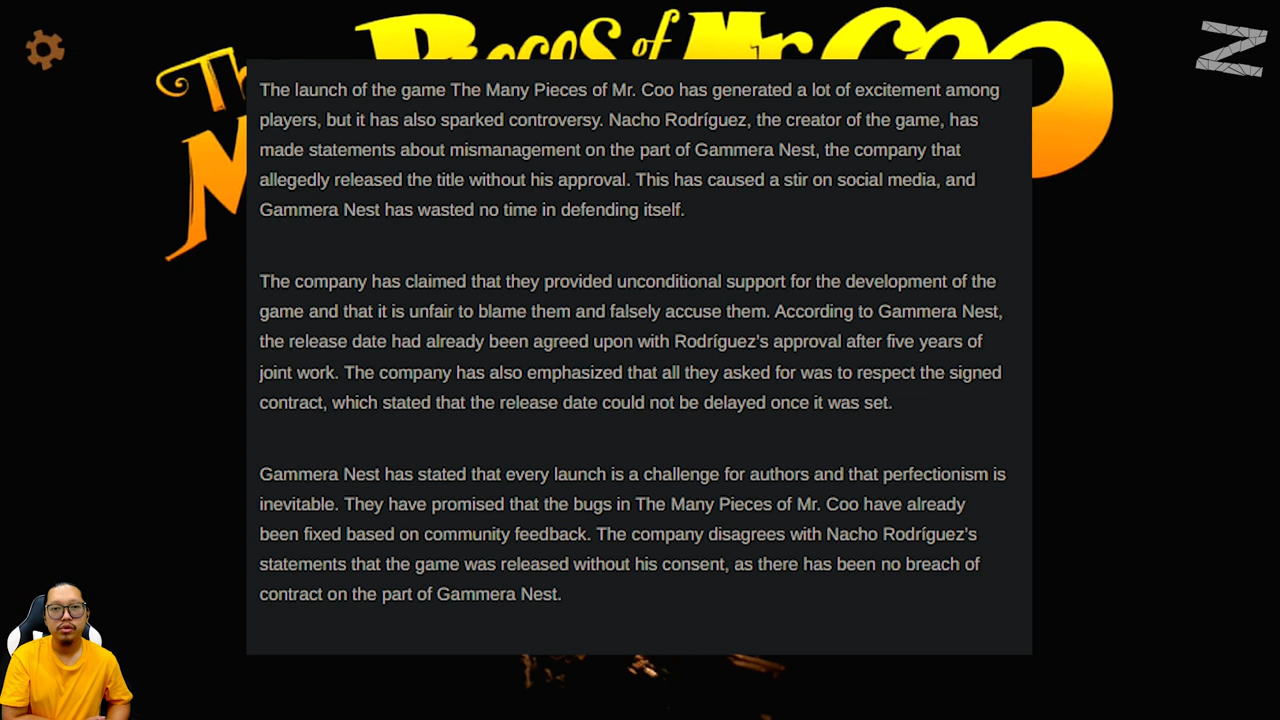 The Pieces of Mr. Coo
The launch of the game The Many Pieces of Mr. Coo has generated a lot of excitement among
players, but it has also sparked controversy. Nacho Rodríguez, the creator of the game, has
made statements about mismanagement on the part of Gammera Nest, the company that
allegedly released the title without his approval. This has caused a stir on social media, and
Gammera Nest has wasted no time in defending itself.
The company has claimed that they provided unconditional support for the development of the
game and that it is unfair to blame them and falsely accuse them. According to Gammera Nest,
the release date had already been agreed upon with Rodríguez's approval after five years of
joint work. The company has also emphasized that all they asked for was to respect the signed
contract, which stated that the release date could not be delayed once it was set.
Gammera Nest has stated that every launch is a challenge for authors and that perfectionism is
inevitable. They have promised that the bugs in The Many Pieces of Mr. Coo have already
been fixed based on community feedback. The company disagrees with Nacho Rodríguez's
statements that the game was released without his consent, as there has been no breach of
contract on the part of Gammera Nest.